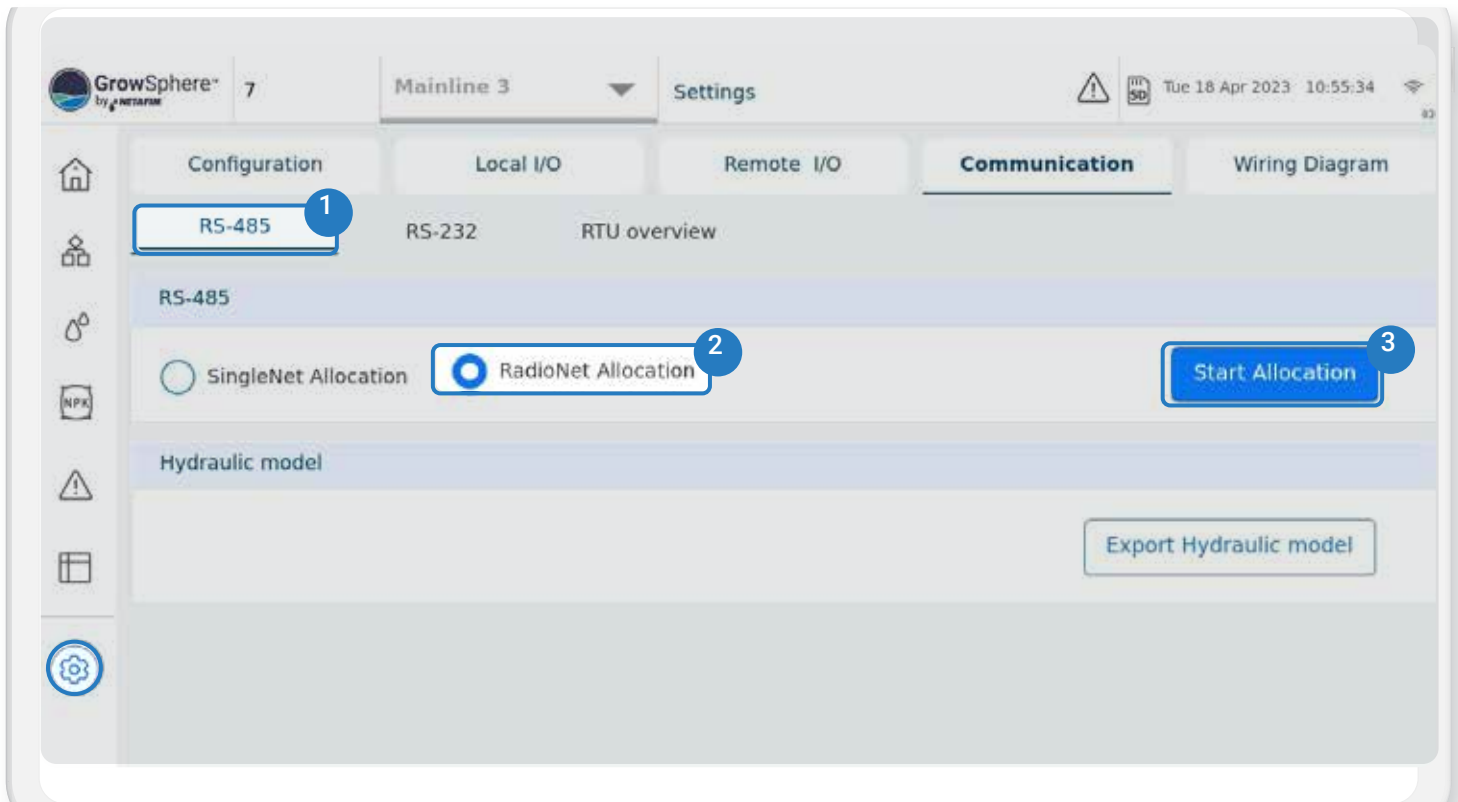 GrowSphere™
by NETAFIM
7
Mainline 3
Settings
SD
Tue 18 Apr 2023 10:55:34
Configuration
Local I/O
Remote I/O
Communication
Wiring Diagram
RS-485
1
RS-232
RTU overview
RS-485
SingleNet Allocation
RadioNet Allocation
2
Start Allocation
3
NPK
Hydraulic model
Export Hydraulic model